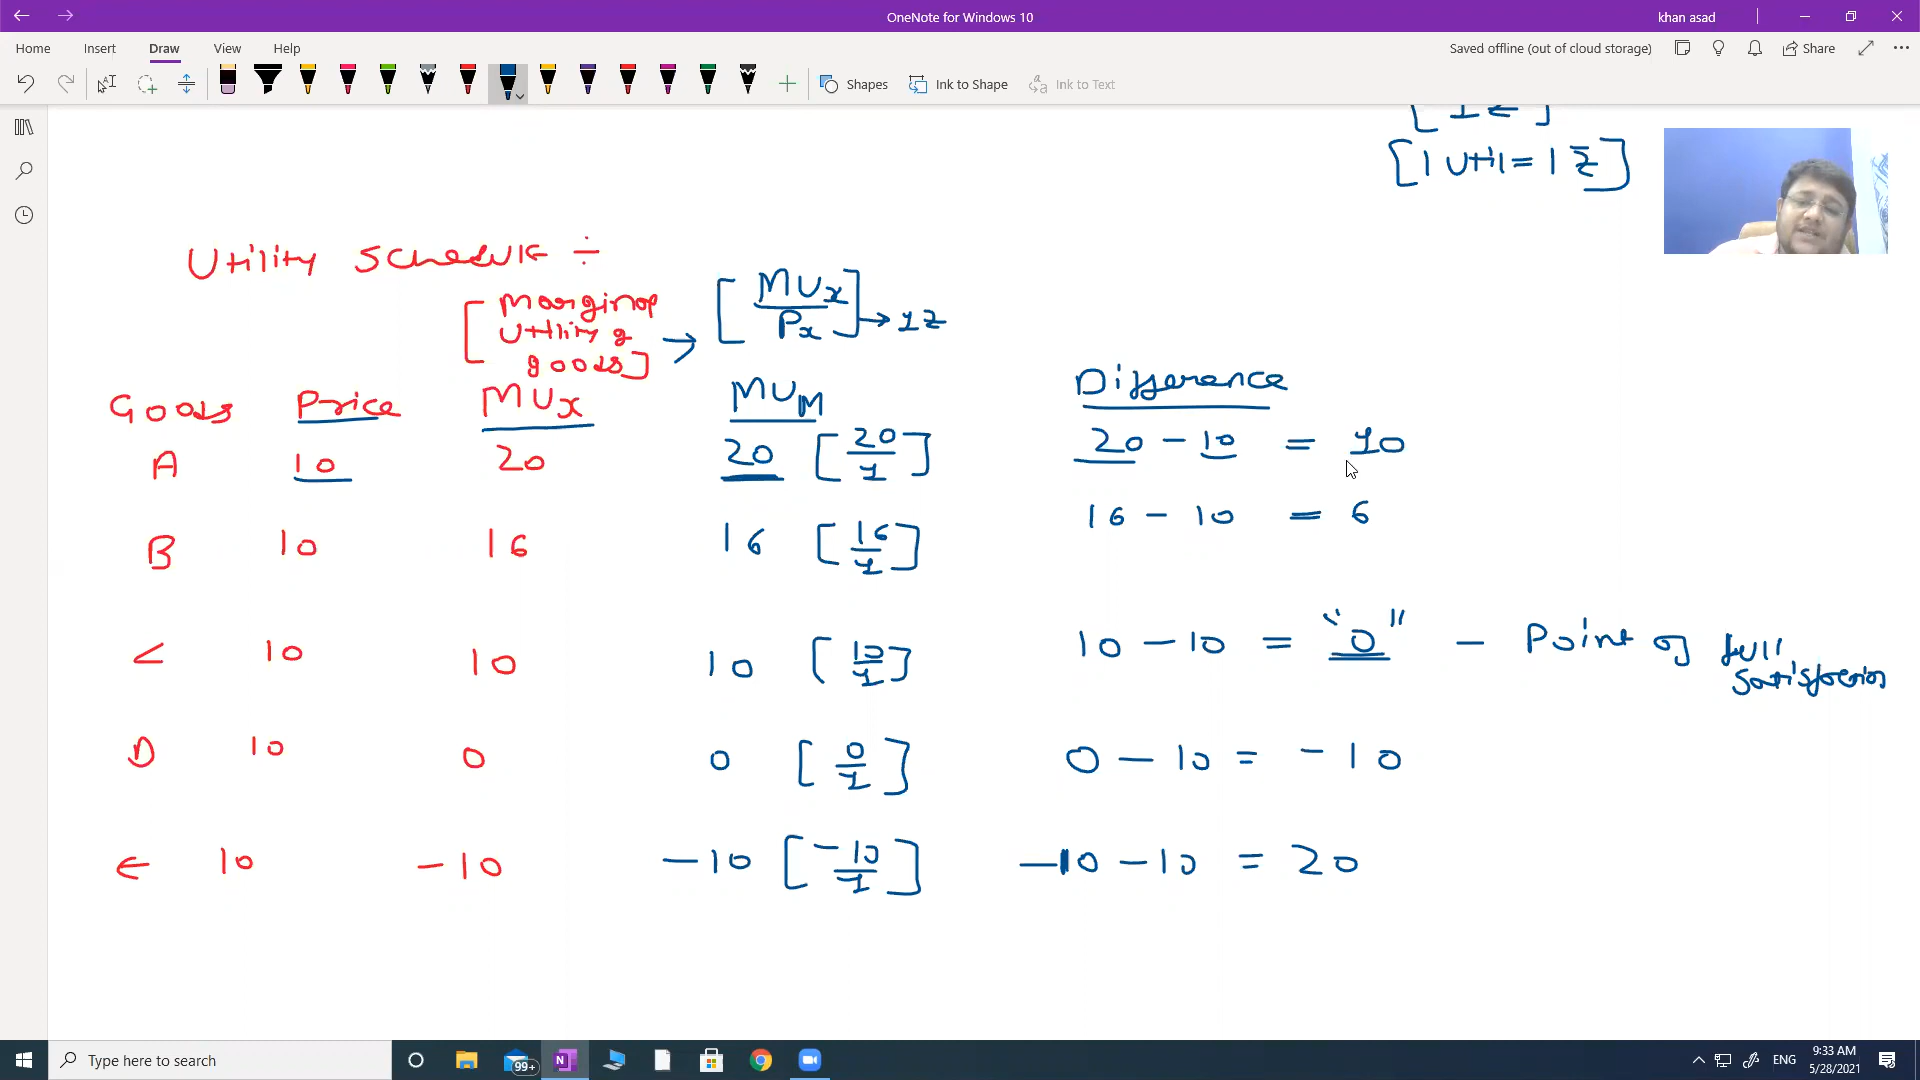 OneNote for Windows 10
khan asad
Home Insert Draw View Help
Saved offline (out of cloud storage)
Share
Shapes
Ink to Shape
Ink to Text
[1 util = 1 ₹]
Utility Schedule ÷
[Marginal
Utility of
goods]
[MUx/Px] → 1₹
Goods Price MUx MUM Difference
A 10 20 20 [20/1] 20 - 10 = 10
B 10 16 16 [16/1] 16 - 10 = 6
C 10 10 10 [10/1] 10 - 10 = "0" - Point of full
Satisfaction
D 10 0 0 [0/1] 0 - 10 = -10
E 10 -10 -10 [-10/1] -10 - 10 = 20
Type here to search
99+
ENG
9:33 AM
5/28/2021